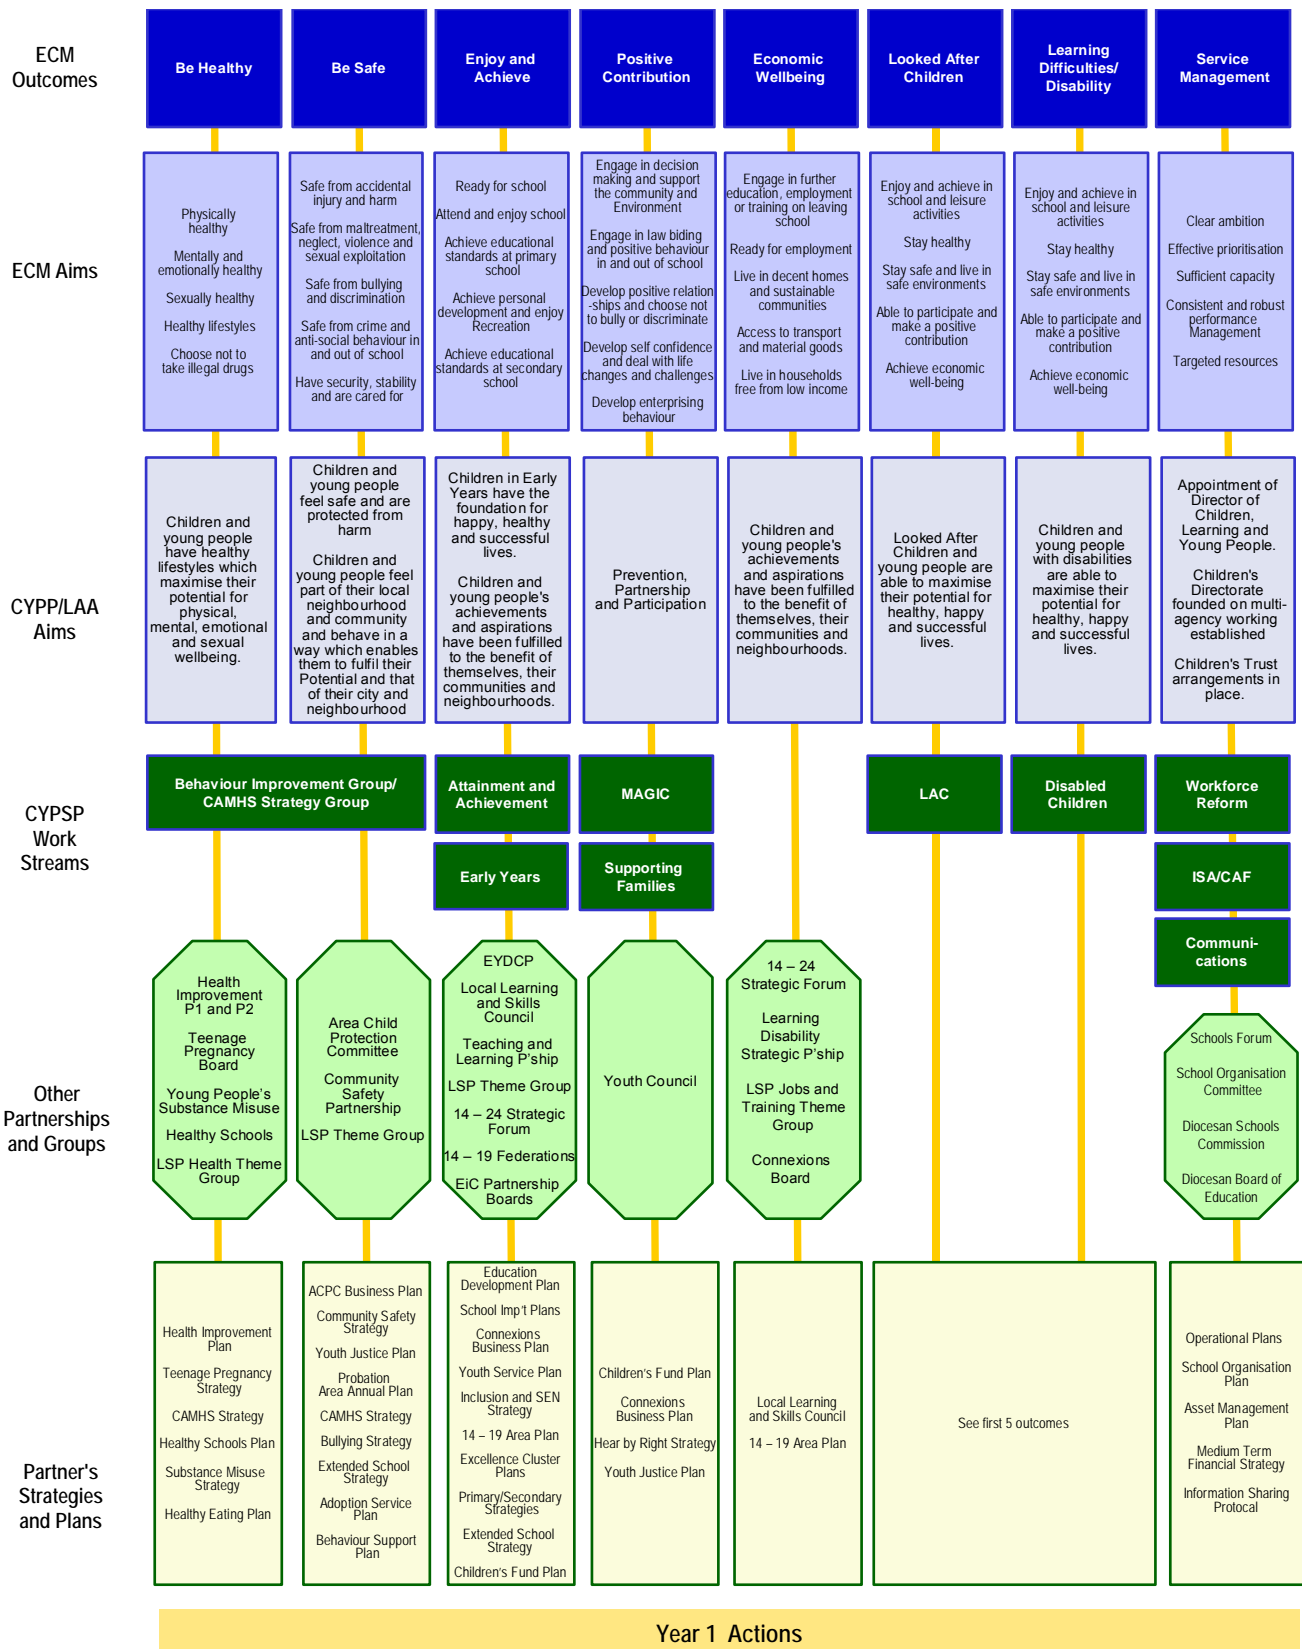 ECM
Outcomes
Be Healthy
Be Safe
Enjoy and
Achieve
Positive
Contribution
Economic
Wellbeing
Looked After
Children
Learning
Difficulties/
Disability
Service
Management
ECM Aims
Physically
healthy
Mentally and
emotionally healthy
Sexually healthy
Healthy lifestyles
Choose not to
take illegal drugs
Safe from accidental
injury and harm
Safe from maltreatment,
neglect, violence and
sexual exploitation
Safe from bullying
and discrimination
Safe from crime and
anti-social behaviour in
and out of school
Have security, stability
and are cared for
Ready for school
Attend and enjoy school
Achieve educational
standards at primary
school
Achieve personal
development and enjoy
Recreation
Achieve educational
standards at secondary
school
Engage in decision
making and support
the community and
Environment
Engage in law biding
and positive behaviour
in and out of school
Develop positive relation
-ships and choose not
to bully or discriminate
Develop self confidence
and deal with life
changes and challenges
Develop enterprising
behaviour
Engage in further
education, employment
or training on leaving
school
Ready for employment
Live in decent homes
and sustainable
communities
Access to transport
and material goods
Live in households
free from low income
Enjoy and achieve in
school and leisure
activities
Stay healthy
Stay safe and live in
safe environments
Able to participate and
make a positive
contribution
Achieve economic
well-being
Enjoy and achieve in
school and leisure
activities
Stay healthy
Stay safe and live in
safe environments
Able to participate and
make a positive
contribution
Achieve economic
well-being
Clear ambition
Effective prioritisation
Sufficient capacity
Consistent and robust
performance
Management
Targeted resources
CYPP/LAA
Aims
Children and
young people
have healthy
lifestyles which
maximise their
potential for
physical,
mental, emotional
and sexual
wellbeing.
Children and
young people
feel safe and are
protected from
harm
Children and
young people feel
part of their local
neighbourhood
and community
and behave in a
way which enables
them to fulfil their
Potential and that
of their city and
neighbourhood
Children in Early
Years have the
foundation for
happy, healthy
and successful
lives.
Children and
young people's
achievements
and aspirations
have been fulfilled
to the benefit of
themselves, their
communities and
neighbourhoods.
Prevention,
Partnership
and Participation
Children and
young people's
achievements
and aspirations
have been fulfilled
to the benefit of
themselves, their
communities and
neighbourhoods.
Looked After
Children and
young people are
able to maximise
their potential for
healthy, happy
and successful
lives.
Children and
young people
with disabilities
are able to
maximise their
potential for
healthy, happy
and successful
lives.
Appointment of
Director of
Children,
Learning and
Young People.
Children's
Directorate
founded on multi-
agency working
established
Children's Trust
arrangements in
place.
CYPSP
Work
Streams
Behaviour Improvement Group/
CAMHS Strategy Group
Attainment and
Achievement
MAGIC
LAC
Disabled
Children
Workforce
Reform
Early Years
Supporting
Families
ISA/CAF
Communi-
cations
Other
Partnerships
and Groups
Health
Improvement
P1 and P2
Teenage
Pregnancy
Board
Young People's
Substance Misuse
Healthy Schools
LSP Health Theme
Group
Area Child
Protection
Committee
Community
Safety
Partnership
LSP Theme Group
EYDCP
Local Learning
and Skills
Council
Teaching and
Learning P'ship
LSP Theme Group
14 – 24 Strategic
Forum
14 – 19 Federations
EiC Partnership
Boards
Youth Council
14 – 24
Strategic Forum
Learning
Disability
Strategic P'ship
LSP Jobs and
Training Theme
Group
Connexions
Board
Schools Forum
School Organisation
Committee
Diocesan Schools
Commission
Diocesan Board of
Education
Partner's
Strategies
and Plans
Health Improvement
Plan
Teenage Pregnancy
Strategy
CAMHS Strategy
Healthy Schools Plan
Substance Misuse
Strategy
Healthy Eating Plan
ACPC Business Plan
Community Safety
Strategy
Youth Justice Plan
Probation
Area Annual Plan
CAMHS Strategy
Bullying Strategy
Extended School
Strategy
Adoption Service
Plan
Behaviour Support
Plan
Education
Development Plan
School Imp't Plans
Connexions
Business Plan
Youth Service Plan
Inclusion and SEN
Strategy
14 – 19 Area Plan
Excellence Cluster
Plans
Primary/Secondary
Strategies
Extended School
Strategy
Children's Fund Plan
Children's Fund Plan
Connexions
Business Plan
Hear by Right Strategy
Youth Justice Plan
Local Learning
and Skills Council
14 – 19 Area Plan
See first 5 outcomes
Operational Plans
School Organisation
Plan
Asset Management
Plan
Medium Term
Financial Strategy
Information Sharing
Protocal
Year 1 Actions